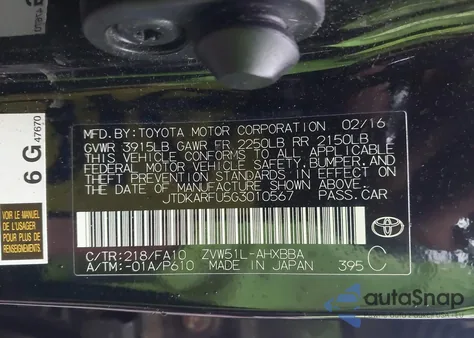 MFD.BY:TOYOTA MOTOR CORPORATION 02/16
GVWR 3915LB GAWR FR 2250LB RR 2150LB
THIS VEHICLE CONFORMS TO ALL APPLICABLE
FEDERAL MOTOR VEHICLE SAFETY,BUMPER,AND
THEFT PREVENTION STANDARDS IN EFFECT ON
THE DATE OF MANUFACTURE SHOWN ABOVE.
JTDKARFU5G3010567 PASS.CAR
C/TR:218/FA10 ZVW51L-AHXBBA
A/TM:-01A/P610 MADE IN JAPAN 395 C
6 G 47670
VOIR LE MANUEL
DE L'USAGER
POUR PLUS
autoSnap